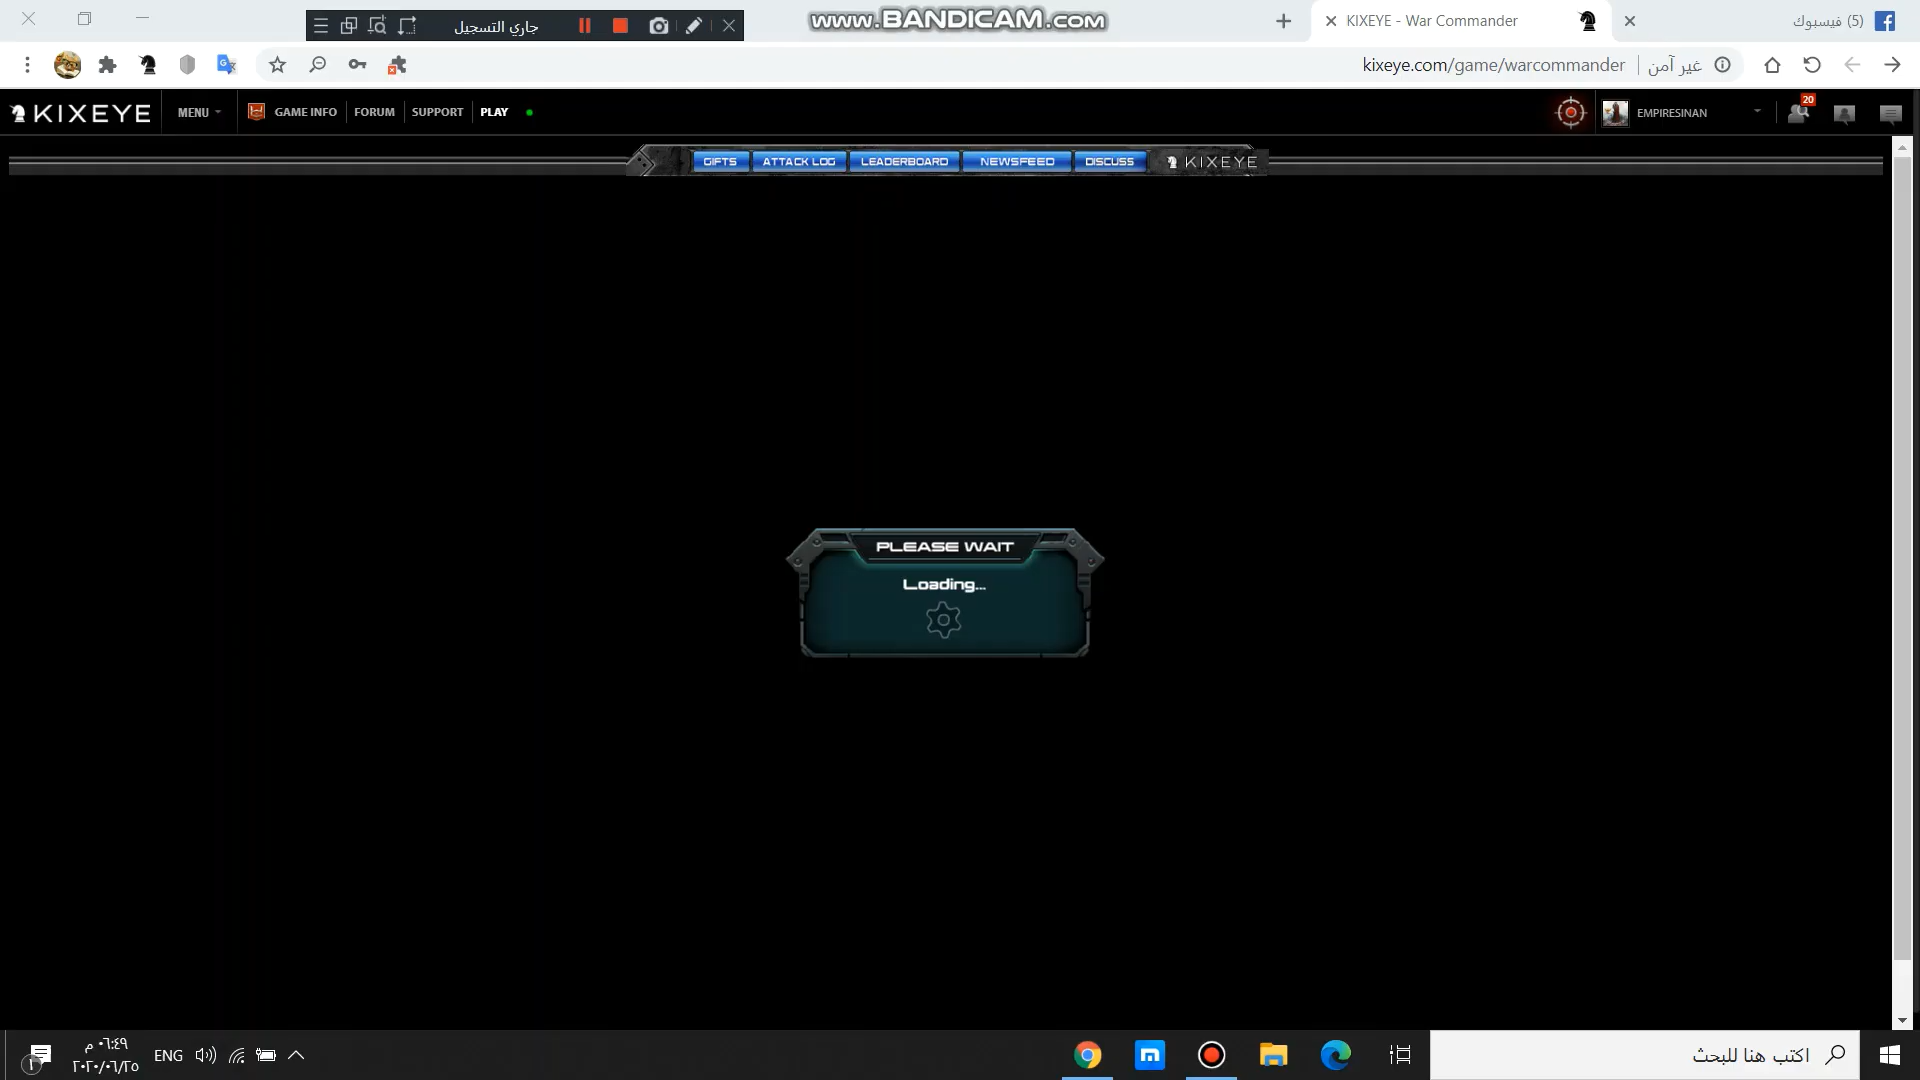 جاري التسجيل
www.BANDICAM.com
KIXEYE - War Commander
(5) فيسبوك
kixeye.com/game/warcommander
غير آمن
KIXEYE
MENU
GAME INFO
FORUM
SUPPORT
PLAY
EMPIRESINAN
20
GIFTS
ATTACK LOG
LEADERBOARD
NEWSFEED
DISCUSS
KIXEYE
PLEASE WAIT
Loading...
٠٦:٤٩ م
٢٠٢٠/٠٦/٢٥
ENG
اكتب هنا للبحث